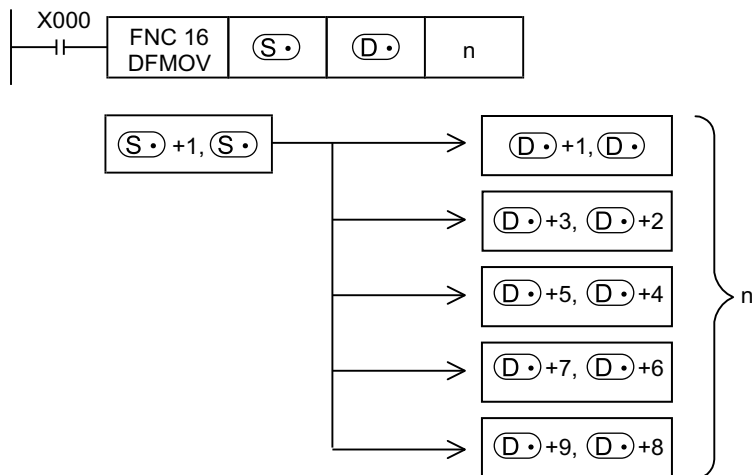 X000
FNC 16 DFMOV S• D• n
S• +1, S• D• +1, D•
D• +3, D• +2
D• +5, D• +4
n
D• +7, D• +6
D• +9, D• +8